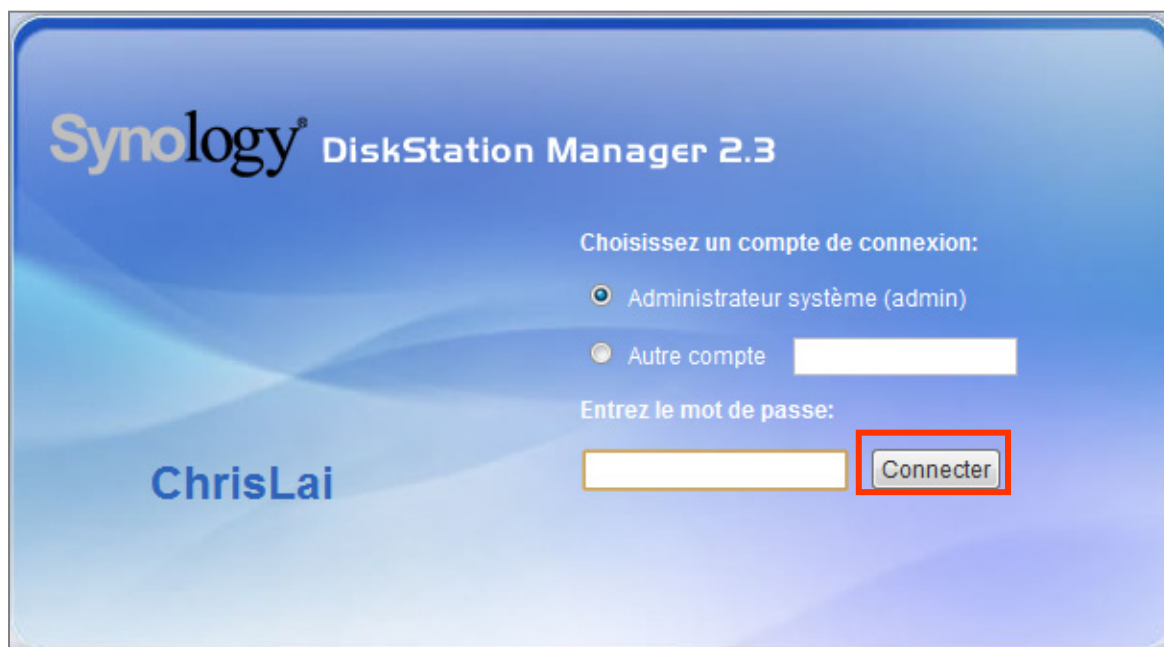 Synology® DiskStation Manager 2.3
Choisissez un compte de connexion:
Administrateur système (admin)
Autre compte
Entrez le mot de passe:
Connecter
ChrisLai